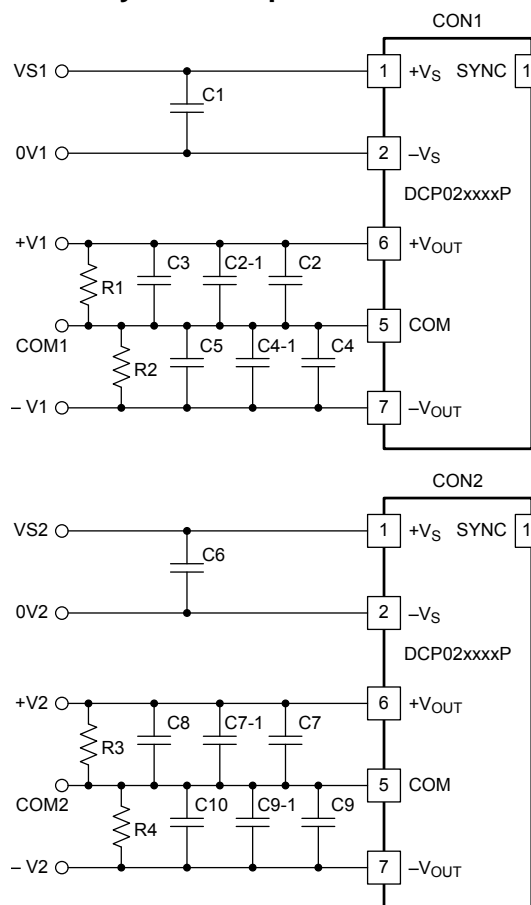 CON1
VS1 1 +VS SYNC 1
C1
0V1 2 –VS
DCP02xxxxP
+V1 6 +VOUT
R1 C3 C2-1 C2
COM1 5 COM
R2 C5 C4-1 C4
– V1 7 –VOUT
CON2
VS2 1 +VS SYNC 1
C6
0V2 2 –VS
DCP02xxxxP
+V2 6 +VOUT
R3 C8 C7-1 C7
COM2 5 COM
R4 C10 C9-1 C9
– V2 7 –VOUT